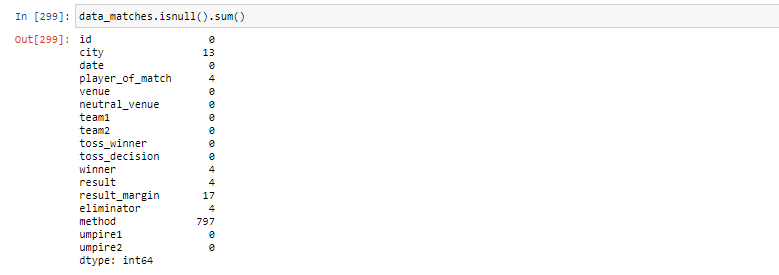 In [299]: data_matches.isnull().sum()
Out[299]: id 0
city 13
date 0
player_of_match 4
venue 0
neutral_venue 0
team1 0
team2 0
toss_winner 0
toss_decision 0
winner 4
result 4
result_margin 17
eliminator 4
method 797
umpire1 0
umpire2 0
dtype: int64